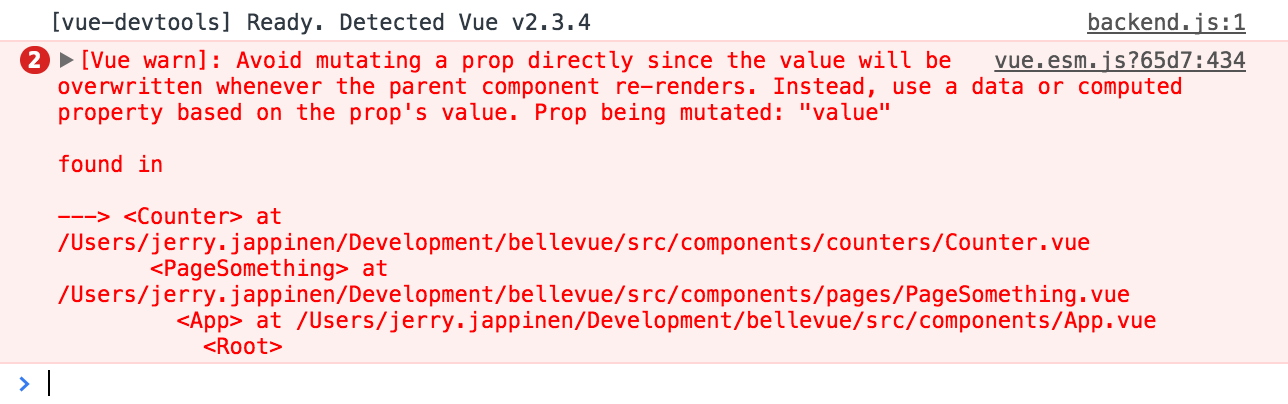 [vue-devtools] Ready. Detected Vue v2.3.4 backend.js:1
2 ▶[Vue warn]: Avoid mutating a prop directly since the value will be vue.esm.js?65d7:434
overwritten whenever the parent component re-renders. Instead, use a data or computed
property based on the prop's value. Prop being mutated: "value"
found in
---> <Counter> at
/Users/jerry.jappinen/Development/bellevue/src/components/counters/Counter.vue
<PageSomething> at
/Users/jerry.jappinen/Development/bellevue/src/components/pages/PageSomething.vue
<App> at /Users/jerry.jappinen/Development/bellevue/src/components/App.vue
<Root>
>